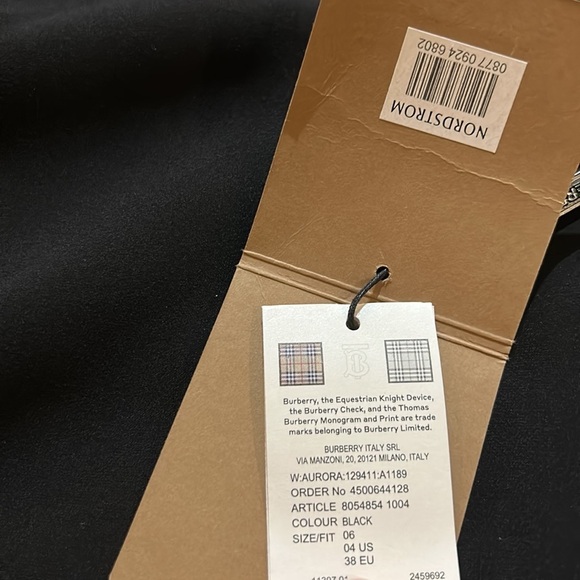 0877 0924 6802
NORDSTROM
Burberry, the Equestrian Knight Device,
the Burberry Check, and the Thomas
Burberry Monogram and Print are trade
marks belonging to Burberry Limited.
BURBERRY ITALY SRL
VIA MANZONI, 20, 20121 MILANO, ITALY
W:AURORA:129411:A1189
ORDER No 4500644128
ARTICLE 8054854 1004
COLOUR BLACK
SIZE/FIT 06
04 US
38 EU
2459692